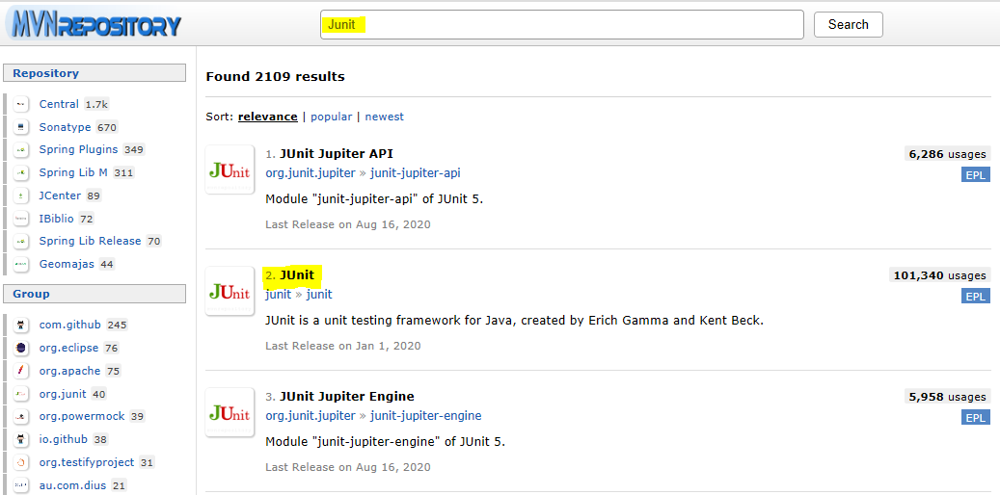 MVNREPOSITORY
Junit
Search
Repository
Central 1.7k
Sonatype 670
Spring Plugins 349
Spring Lib M 311
JCenter 89
IBiblio 72
Spring Lib Release 70
Geomajas 44
Group
com.github 245
org.eclipse 76
org.apache 75
org.junit 40
org.powermock 39
io.github 38
org.testifyproject 31
au.com.dius 21
Found 2109 results
Sort: relevance | popular | newest
JUnit
1. JUnit Jupiter API
6,286 usages
org.junit.jupiter » junit-jupiter-api
EPL
Module "junit-jupiter-api" of JUnit 5.
Last Release on Aug 16, 2020
JUnit
2. JUnit
101,340 usages
junit » junit
EPL
JUnit is a unit testing framework for Java, created by Erich Gamma and Kent Beck.
Last Release on Jan 1, 2020
JUnit
3. JUnit Jupiter Engine
5,958 usages
org.junit.jupiter » junit-jupiter-engine
EPL
Module "junit-jupiter-engine" of JUnit 5.
Last Release on Aug 16, 2020